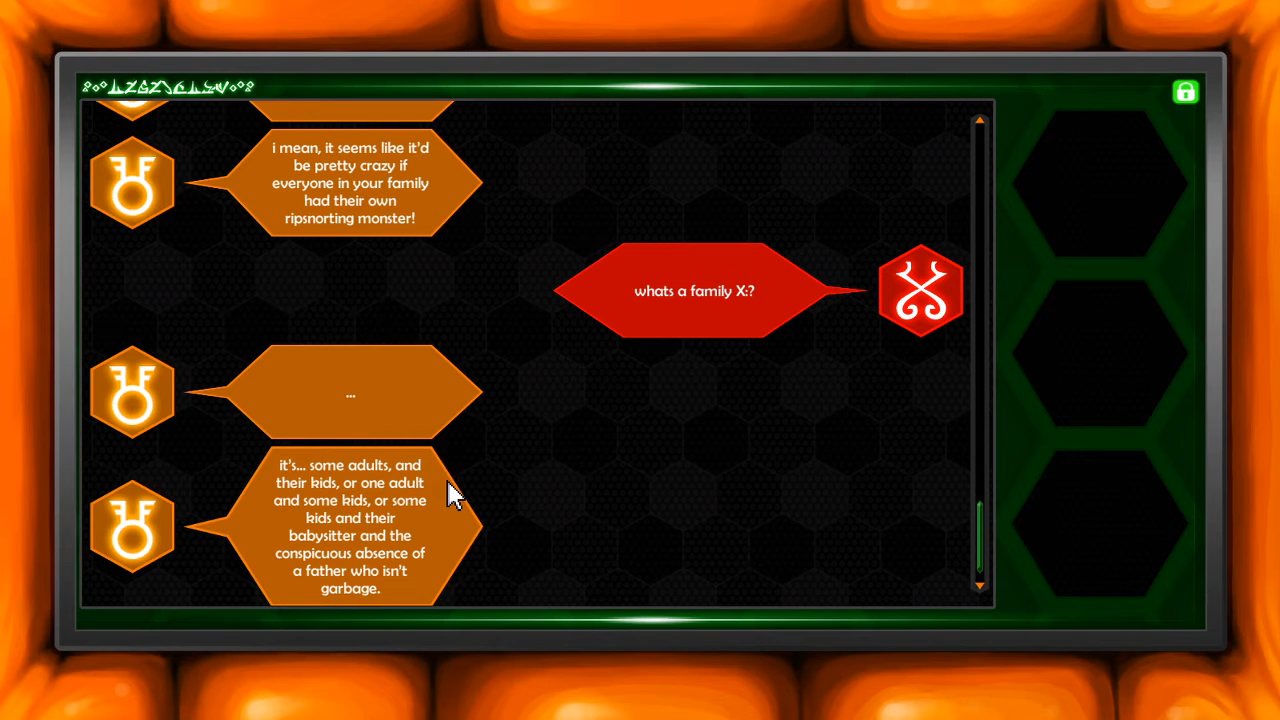 i mean, it seems like it'd
be pretty crazy if
everyone in your family
had their own
ripsnorting monster!
whats a family X:?
...
it's... some adults, and
their kids, or one adult
and some kids, or some
kids and their
babysitter and the
conspicuous absence of
a father who isn't
garbage.